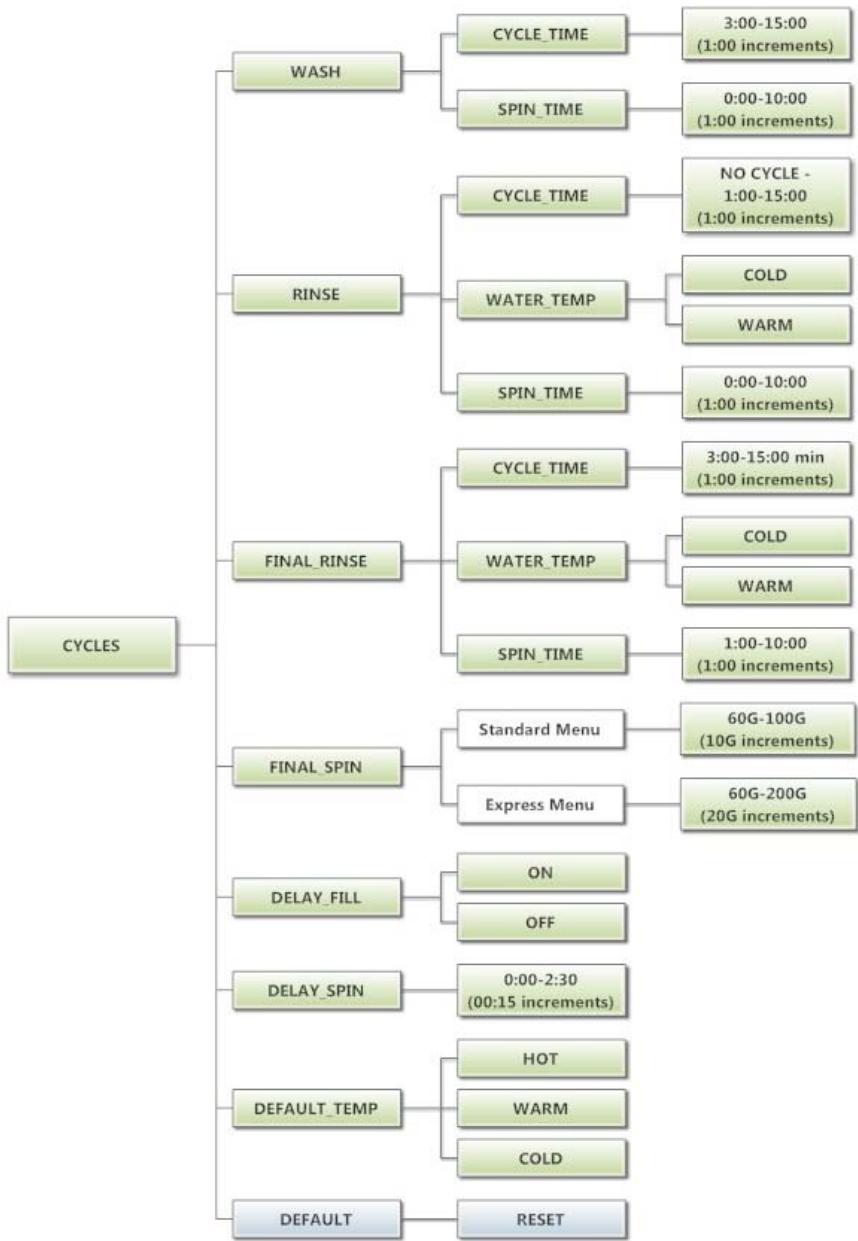 CYCLES
WASH
CYCLE_TIME
3:00-15:00
(1:00 increments)
SPIN_TIME
0:00-10:00
(1:00 increments)
RINSE
CYCLE_TIME
NO CYCLE -
1:00-15:00
(1:00 increments)
WATER_TEMP
COLD
WARM
SPIN_TIME
0:00-10:00
(1:00 increments)
FINAL_RINSE
CYCLE_TIME
3:00-15:00 min
(1:00 increments)
WATER_TEMP
COLD
WARM
SPIN_TIME
1:00-10:00
(1:00 increments)
FINAL_SPIN
Standard Menu
60G-100G
(10G increments)
Express Menu
60G-200G
(20G increments)
DELAY_FILL
ON
OFF
DELAY_SPIN
0:00-2:30
(00:15 increments)
DEFAULT_TEMP
HOT
WARM
COLD
DEFAULT
RESET